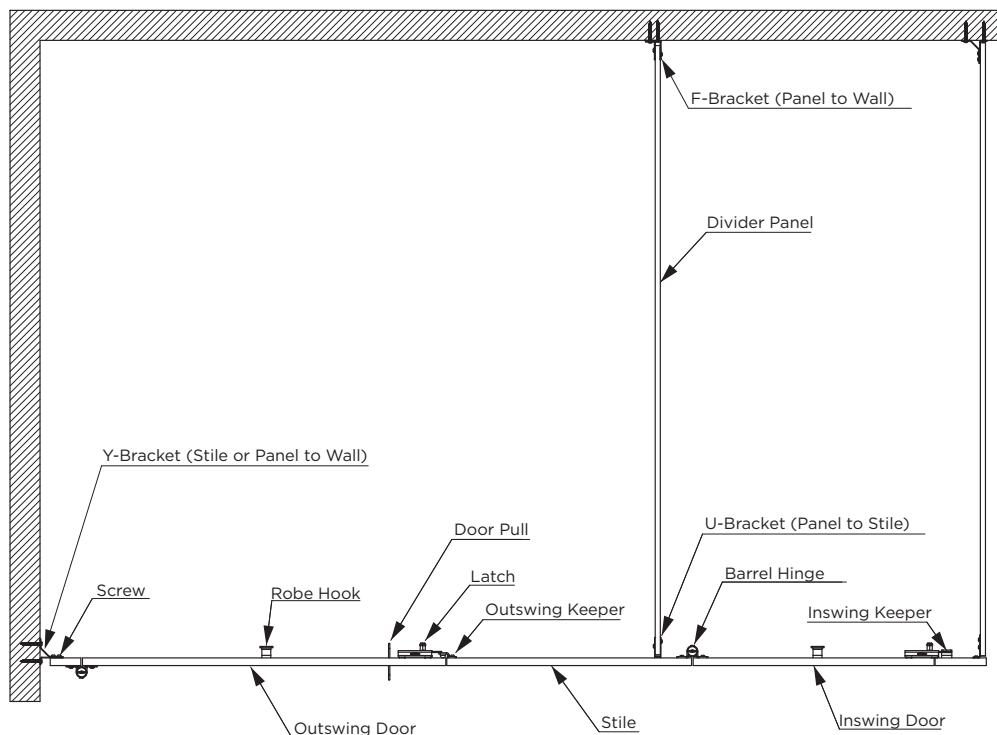 F-Bracket (Panel to Wall)
Divider Panel
Y-Bracket (Stile or Panel to Wall)
U-Bracket (Panel to Stile)
Door Pull
Barrel Hinge
Latch
Screw
Robe Hook
Outswing Keeper
Inswing Keeper
Outswing Door
Stile
Inswing Door